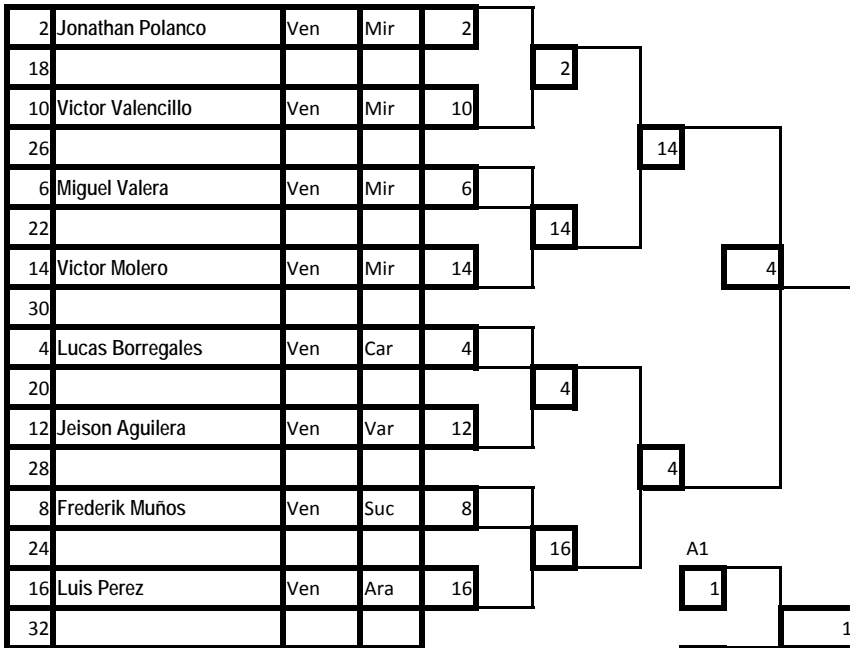 2 Jonathan Polanco Ven Mir 2
18 2
10 Victor Valencillo Ven Mir 10
26 14
6 Miguel Valera Ven Mir 6
22 14
14 Victor Molero Ven Mir 14 4
30
4 Lucas Borregales Ven Car 4
20 4
12 Jeison Aguilera Ven Var 12
28 4
8 Frederik Muños Ven Suc 8
24 16 A1
16 Luis Perez Ven Ara 16 1
32 1